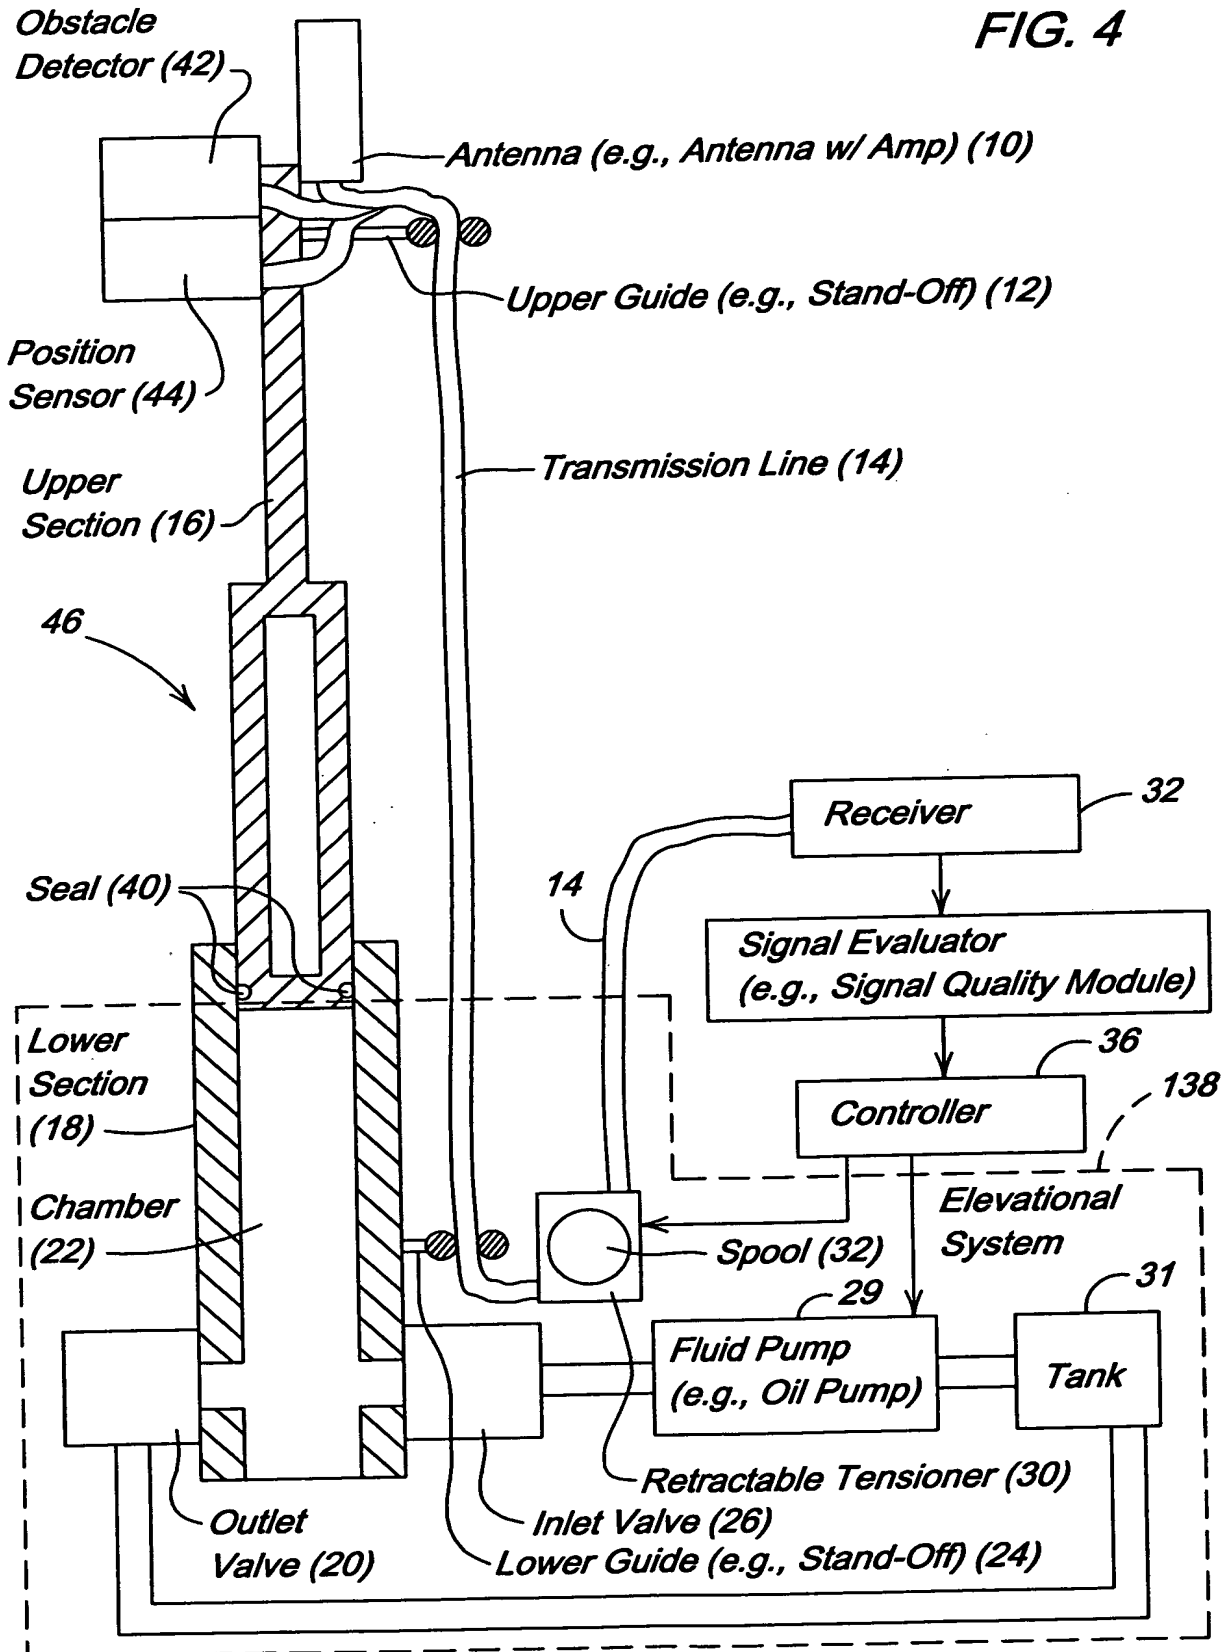 FIG. 4
Obstacle
Detector (42)
Antenna (e.g., Antenna w/ Amp) (10)
Upper Guide (e.g., Stand-Off) (12)
Position
Sensor (44)
Transmission Line (14)
Upper
Section (16)
46
Receiver
32
Seal (40)
14
Signal Evaluator
(e.g., Signal Quality Module)
Lower
Section
(18)
36
Controller
138
Chamber
(22)
Elevational
System
Spool (32)
29
31
Fluid Pump
(e.g., Oil Pump)
Tank
Retractable Tensioner (30)
Outlet
Valve (20)
Inlet Valve (26)
Lower Guide (e.g., Stand-Off) (24)